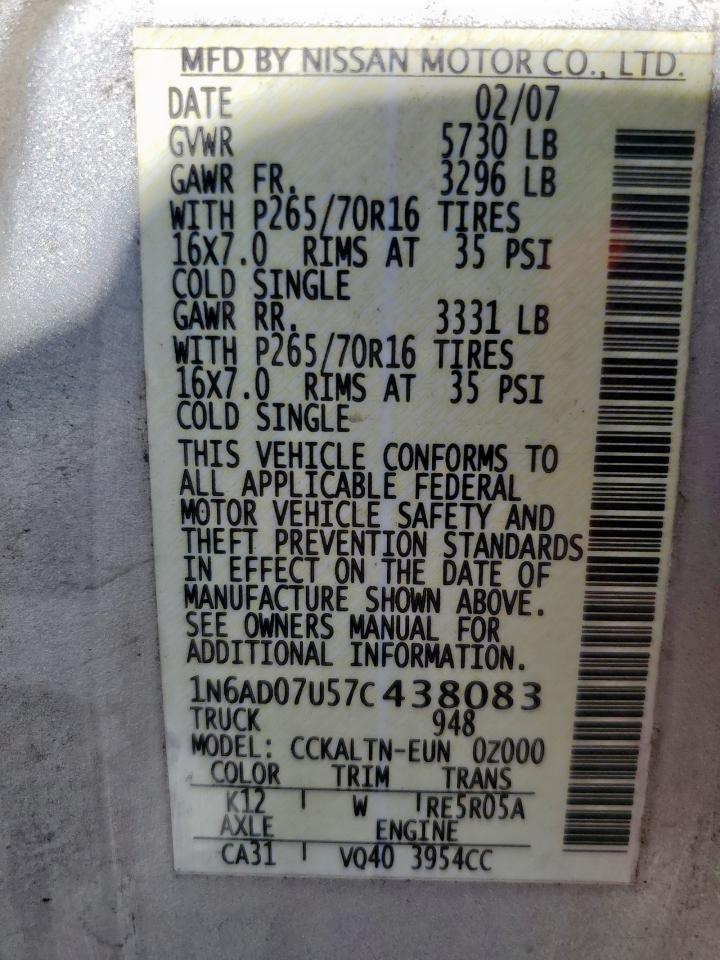 MFD BY NISSAN MOTOR CO., LTD.
DATE 02/07
GVWR 5730 LB
GAWR FR. 3296 LB
WITH P265/70R16 TIRES
16X7.0 RIMS AT 35 PSI
COLD SINGLE
GAWR RR. 3331 LB
WITH P265/70R16 TIRES
16X7.0 RIMS AT 35 PSI
COLD SINGLE
THIS VEHICLE CONFORMS TO
ALL APPLICABLE FEDERAL
MOTOR VEHICLE SAFETY AND
THEFT PREVENTION STANDARDS
IN EFFECT ON THE DATE OF
MANUFACTURE SHOWN ABOVE.
SEE OWNERS MANUAL FOR
ADDITIONAL INFORMATION.
1N6AD07U57C438083
TRUCK 948
MODEL: CCKALTN-EUN 0Z000
COLOR TRIM TRANS
K12 W RE5R05A
AXLE ENGINE
CA31 VQ40 3954CC